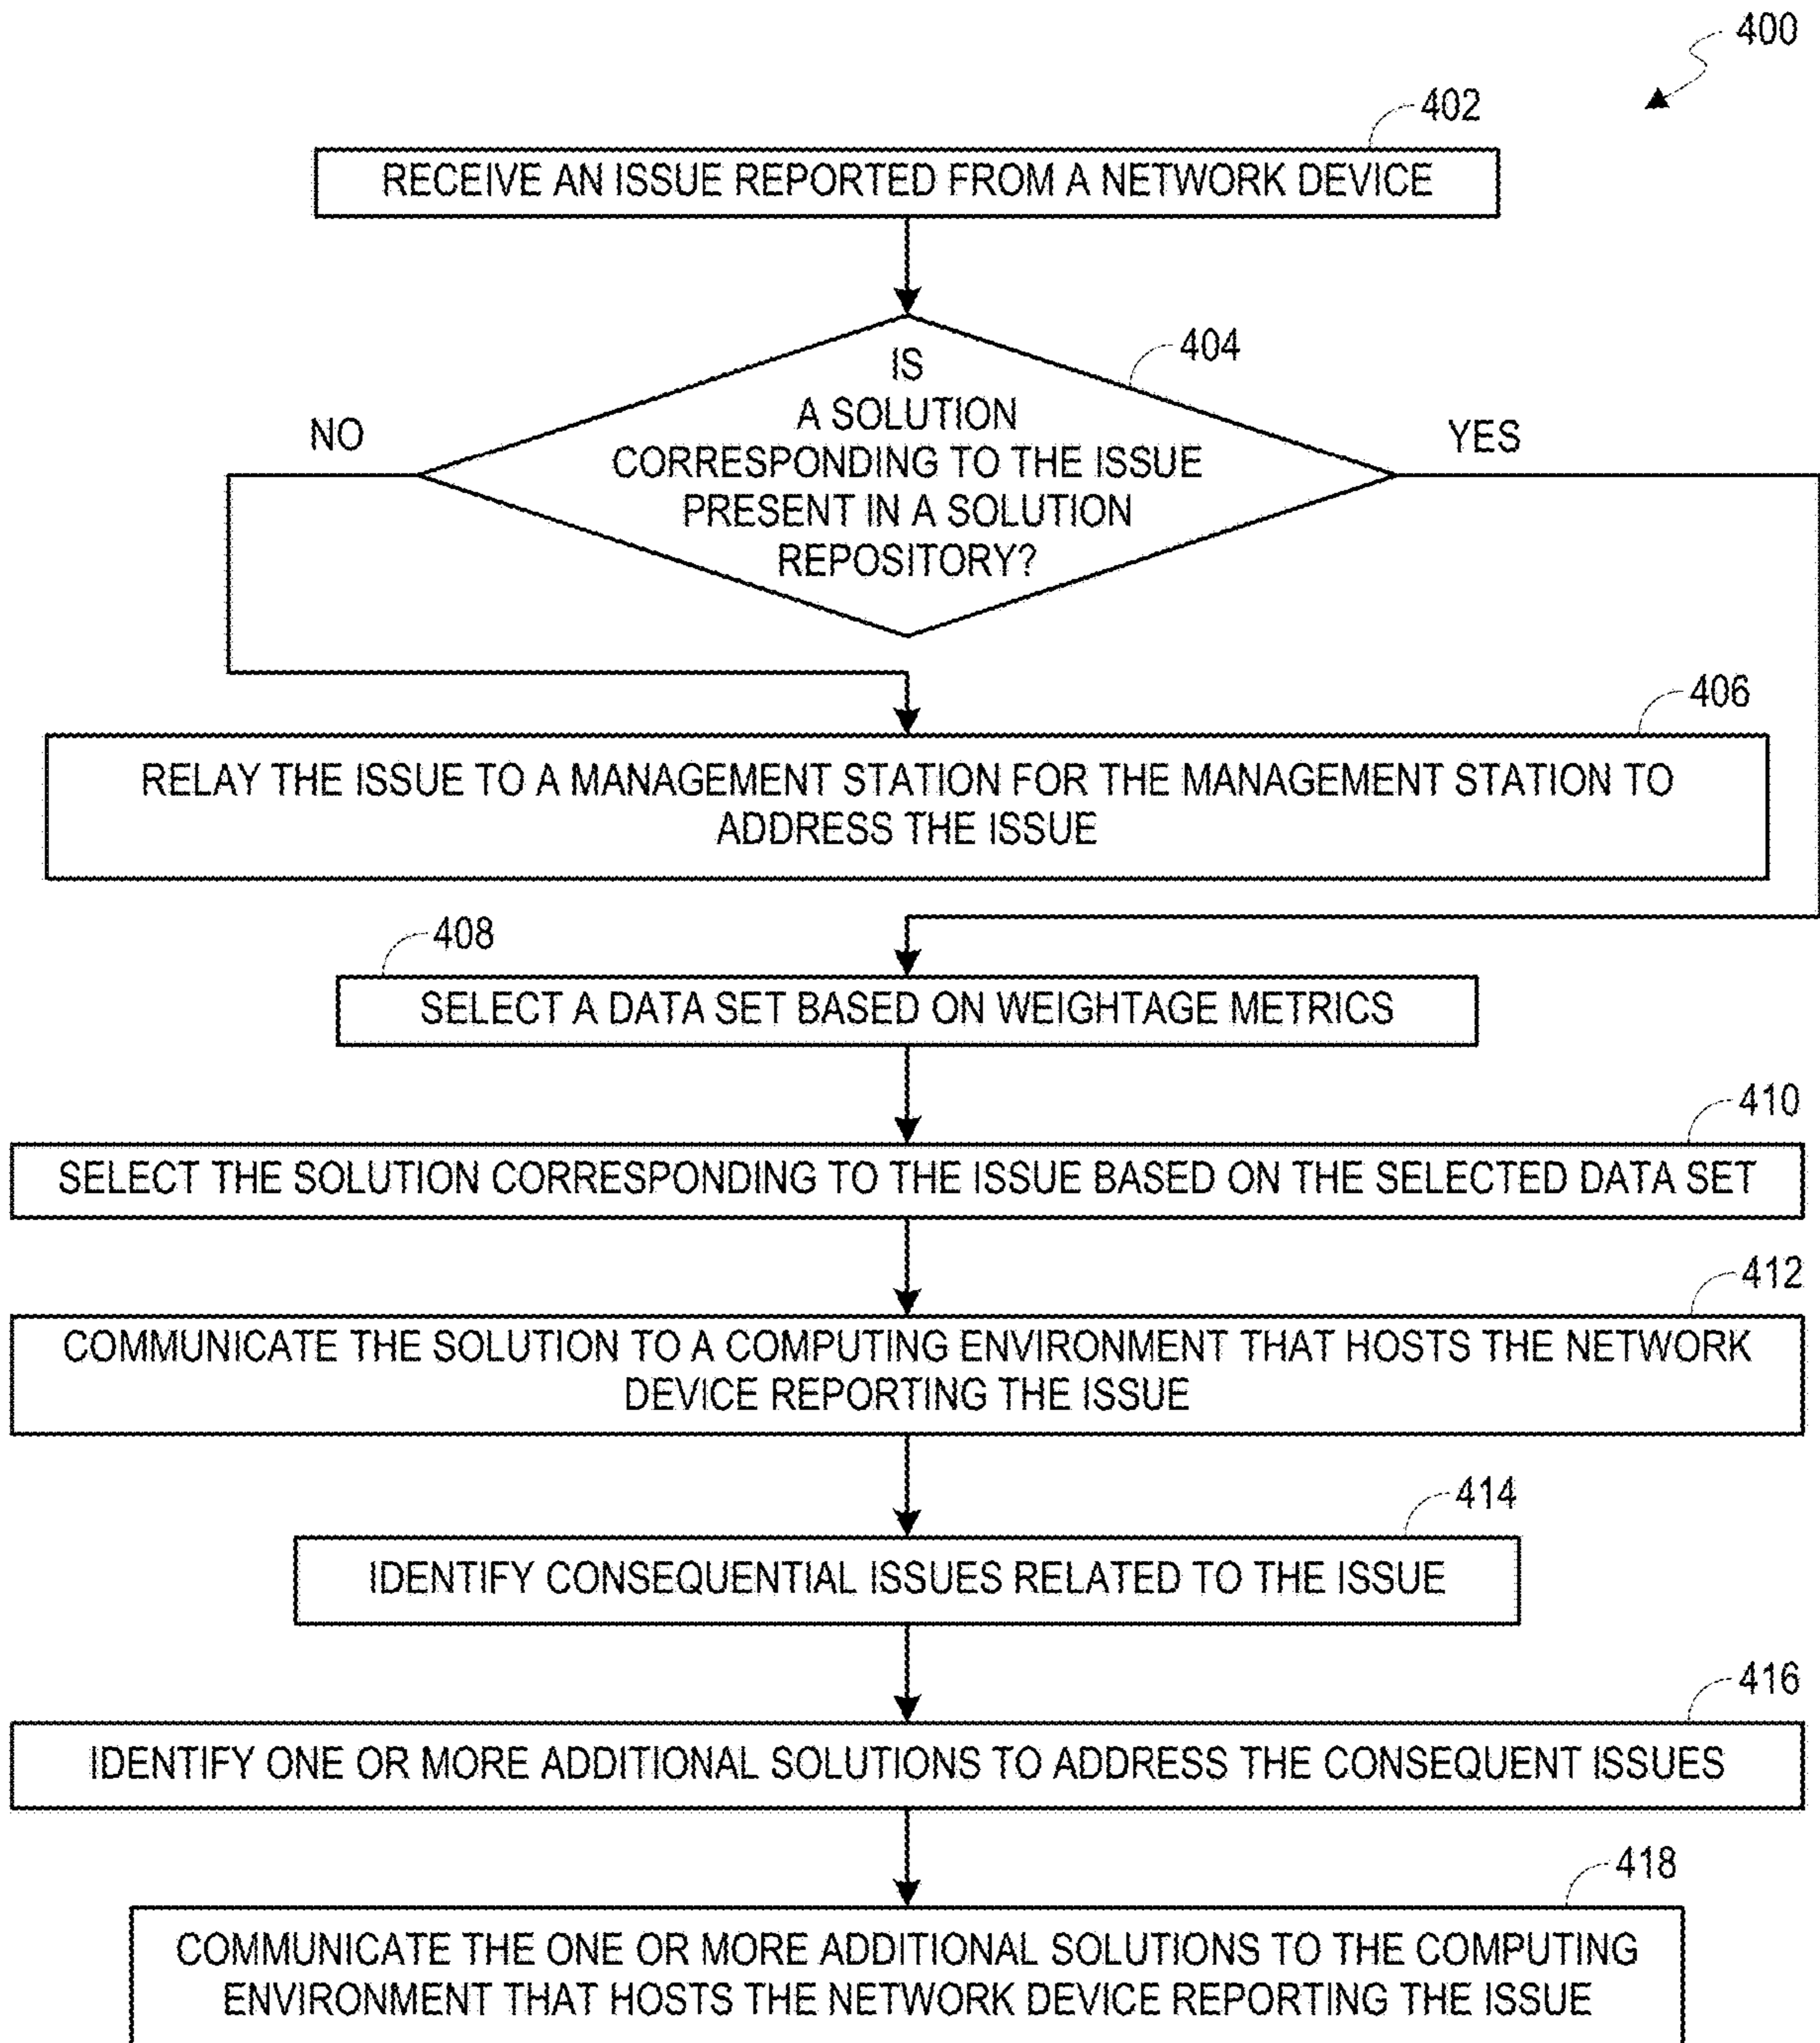 400
402
RECEIVE AN ISSUE REPORTED FROM A NETWORK DEVICE
404
IS
A SOLUTION
CORRESPONDING TO THE ISSUE
PRESENT IN A SOLUTION
REPOSITORY?
NO
YES
406
RELAY THE ISSUE TO A MANAGEMENT STATION FOR THE MANAGEMENT STATION TO
ADDRESS THE ISSUE
408
SELECT A DATA SET BASED ON WEIGHTAGE METRICS
410
SELECT THE SOLUTION CORRESPONDING TO THE ISSUE BASED ON THE SELECTED DATA SET
412
COMMUNICATE THE SOLUTION TO A COMPUTING ENVIRONMENT THAT HOSTS THE NETWORK
DEVICE REPORTING THE ISSUE
414
IDENTIFY CONSEQUENTIAL ISSUES RELATED TO THE ISSUE
416
IDENTIFY ONE OR MORE ADDITIONAL SOLUTIONS TO ADDRESS THE CONSEQUENT ISSUES
418
COMMUNICATE THE ONE OR MORE ADDITIONAL SOLUTIONS TO THE COMPUTING
ENVIRONMENT THAT HOSTS THE NETWORK DEVICE REPORTING THE ISSUE